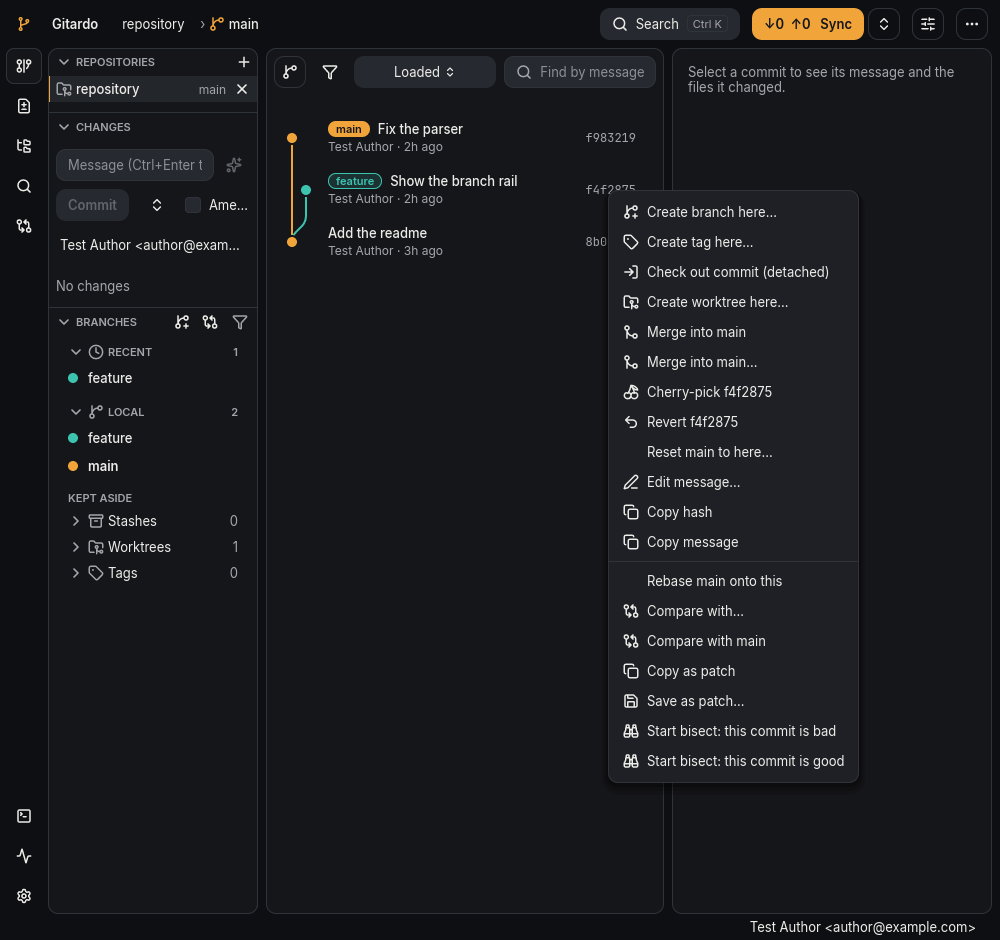 Gitardo
repository
main
Search
Ctrl K
↓0 ↑0 Sync
REPOSITORIES
repository
main
CHANGES
Message (Ctrl+Enter t
Commit
Ame...
Test Author <author@exam...
No changes
BRANCHES
RECENT
1
feature
LOCAL
2
feature
main
KEPT ASIDE
Stashes
0
Worktrees
1
Tags
0
Loaded
Find by message
main
Fix the parser
Test Author · 2h ago
f983219
feature
Show the branch rail
Test Author · 2h ago
f4f2875
Add the readme
Test Author · 3h ago
8b0
Select a commit to see its message and the
files it changed.
Create branch here...
Create tag here...
Check out commit (detached)
Create worktree here...
Merge into main
Merge into main...
Cherry-pick f4f2875
Revert f4f2875
Reset main to here...
Edit message...
Copy hash
Copy message
Rebase main onto this
Compare with...
Compare with main
Copy as patch
Save as patch...
Start bisect: this commit is bad
Start bisect: this commit is good
Test Author <author@example.com>